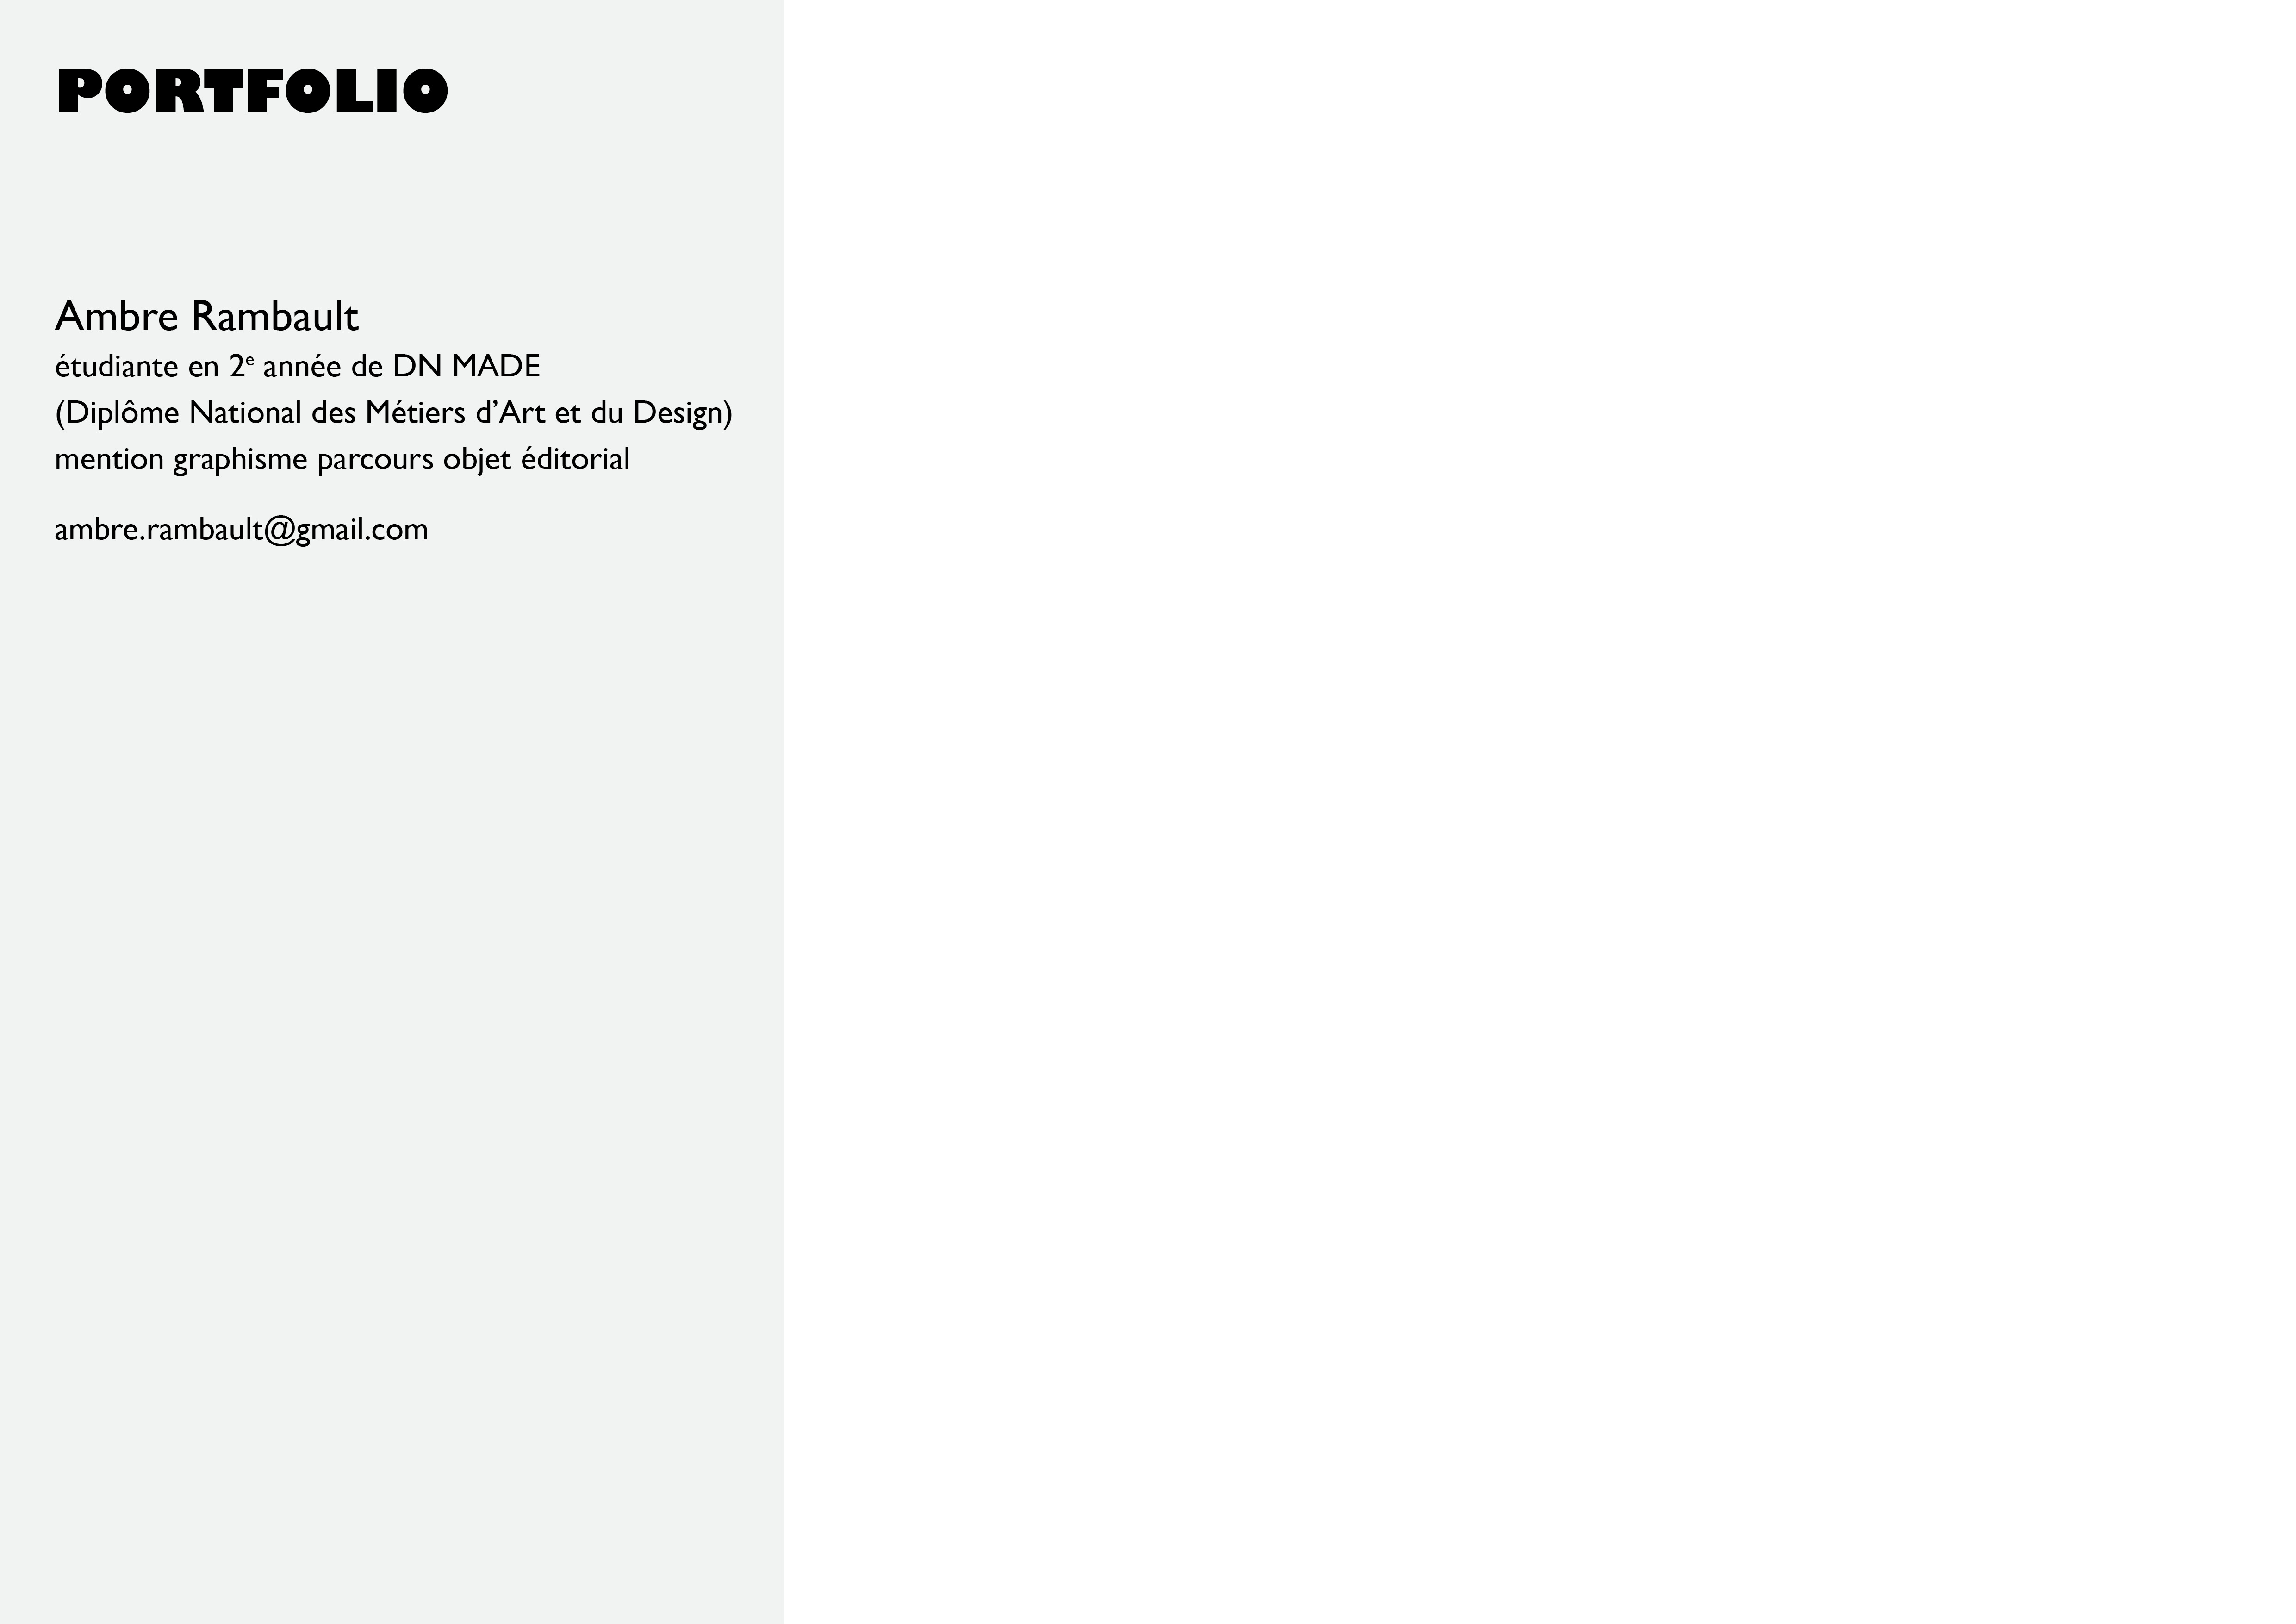 PORTFOLIO
Ambre Rambault
étudiante en 2e année de DN MADE
(Diplôme National des Métiers d’Art et du Design)
mention graphisme parcours objet éditorial
ambre.rambault@gmail.com